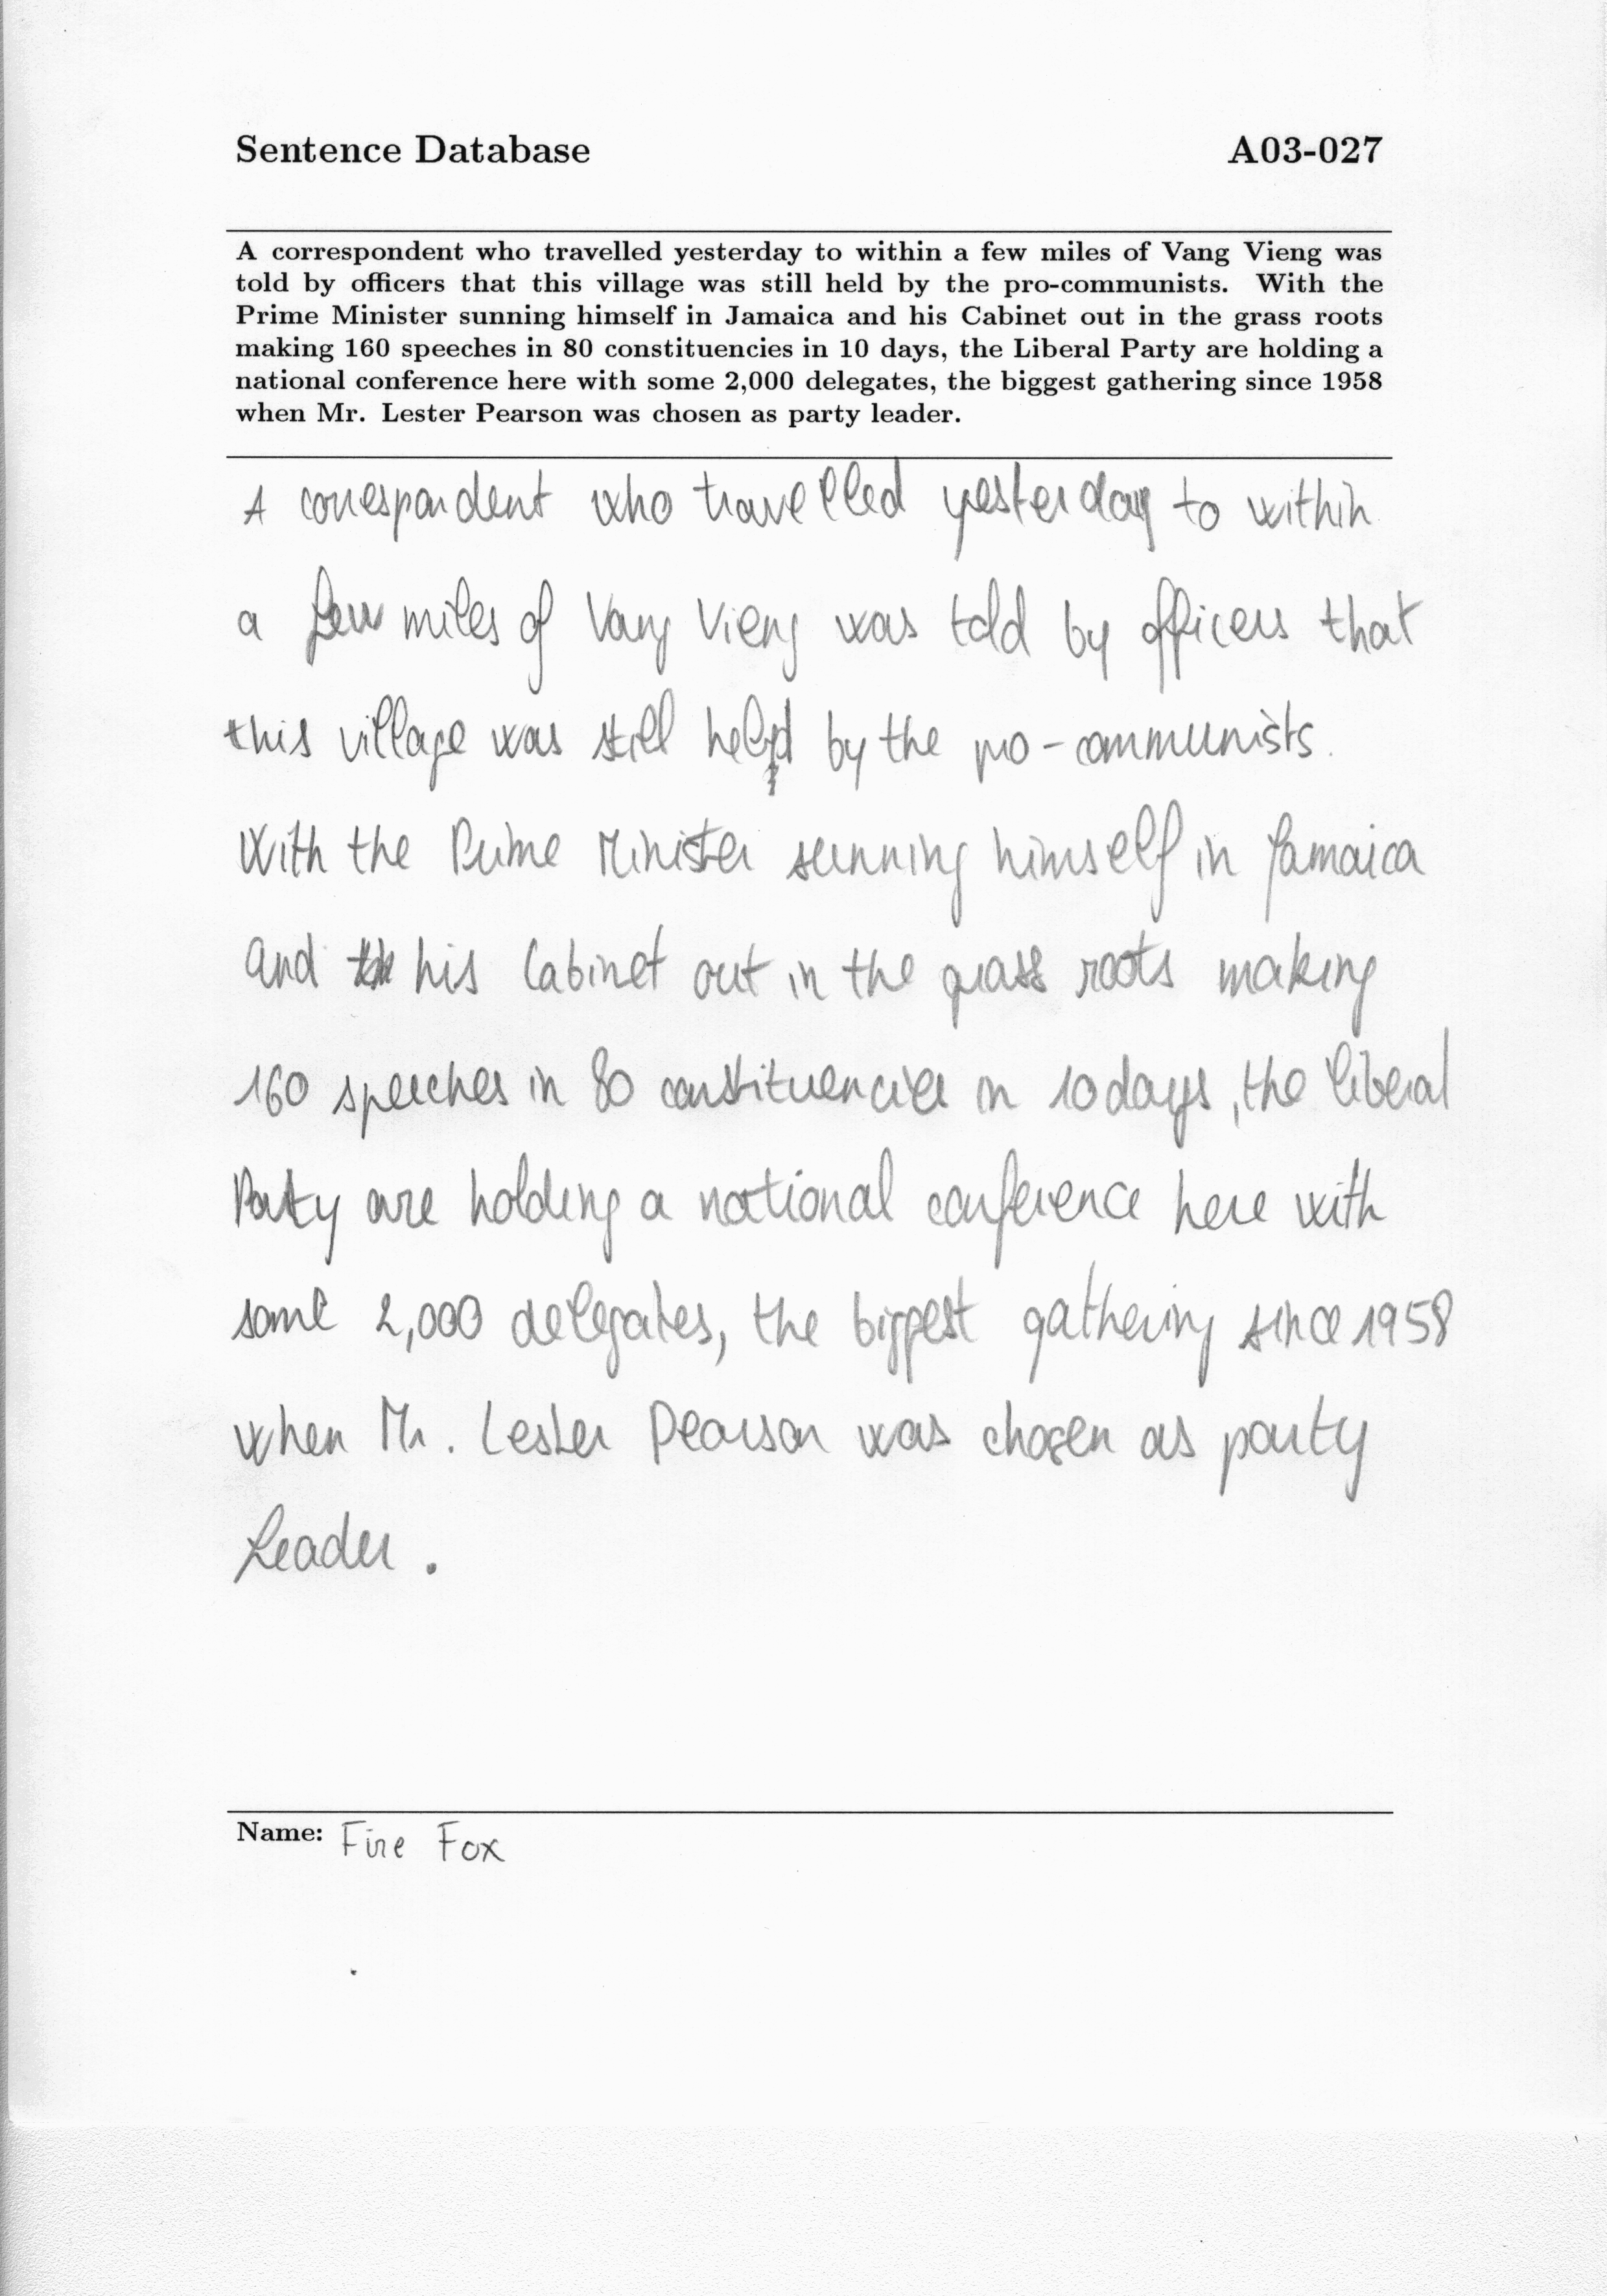 Sentence Database A03-027
A correspondent who travelled yesterday to within a few miles of Vang Vieng was
told by officers that this village was still held by the pro-communists. With the
Prime Minister sunning himself in Jamaica and his Cabinet out in the grass roots
making 160 speeches in 80 constituencies in 10 days, the Liberal Party are holding a
national conference here with some 2,000 delegates, the biggest gathering since 1958
when Mr. Lester Pearson was chosen as party leader.
A correspondent who travelled yesterday to within
a few miles of Vang Vieng was told by officers that
this village was still held by the pro-communists.
With the Prime Minister sunning himself in Jamaica
and his Cabinet out in the grass roots making
160 speeches in 80 constituencies in 10 days, the liberal
Party are holding a national conference here with
some 2,000 delegates, the biggest gathering since 1958
when Mr. Lester Pearson was chosen as party
Leader.
Name: Fire Fox